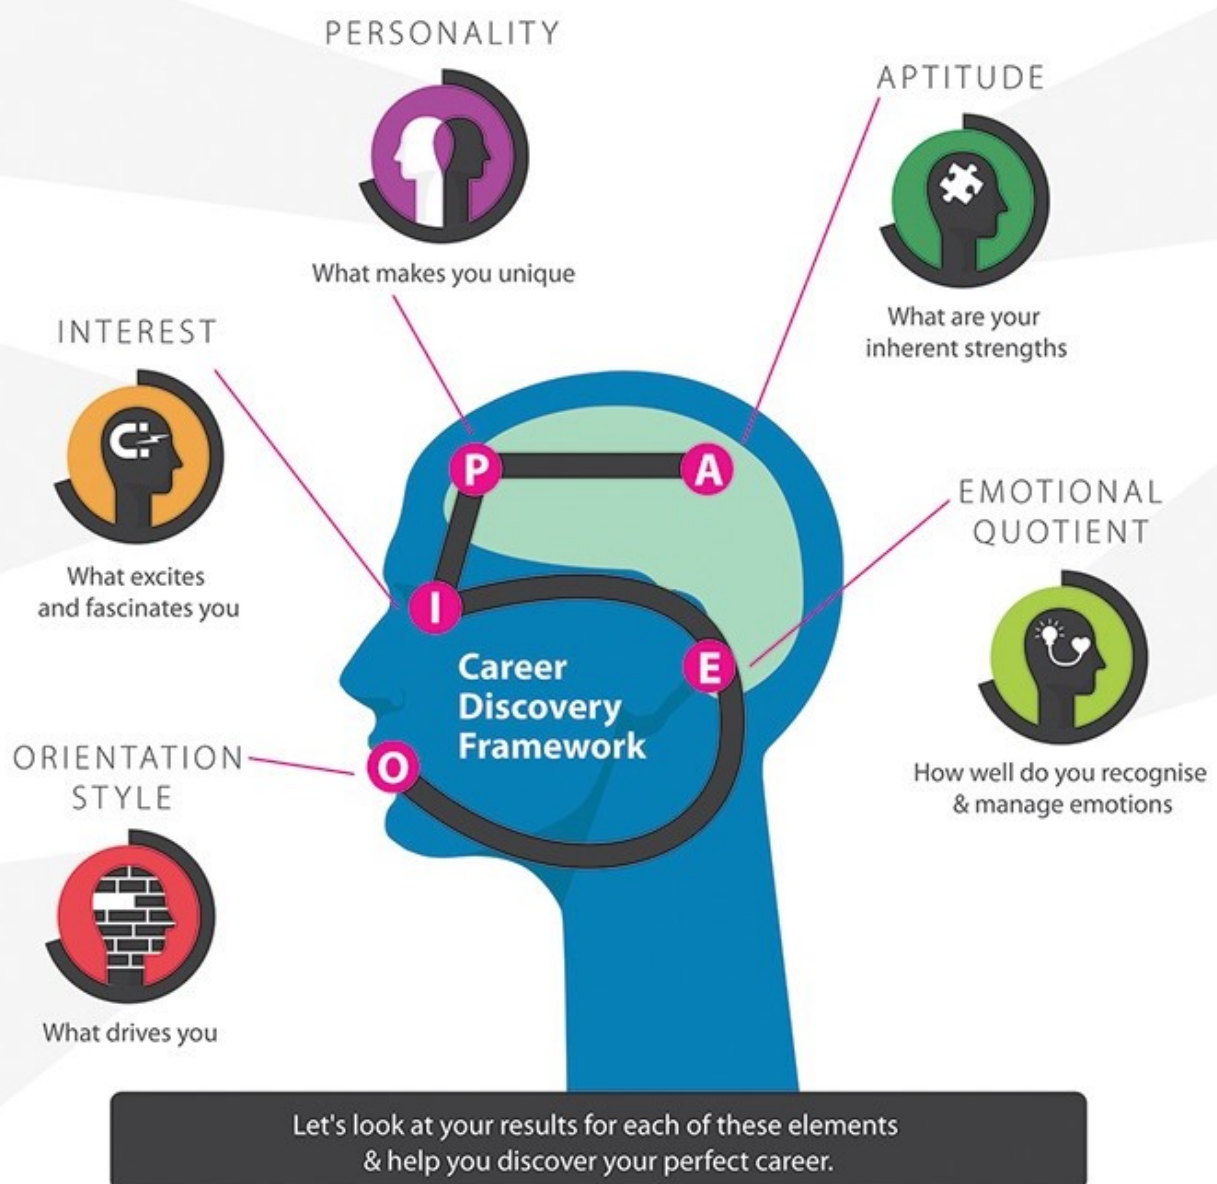 PERSONALITY
What makes you unique
APTITUDE
What are your
inherent strengths
INTEREST
What excites
and fascinates you
P
A
EMOTIONAL
QUOTIENT
How well do you recognise
& manage emotions
I
E
Career
Discovery
Framework
O
ORIENTATION
STYLE
What drives you
Let's look at your results for each of these elements
& help you discover your perfect career.